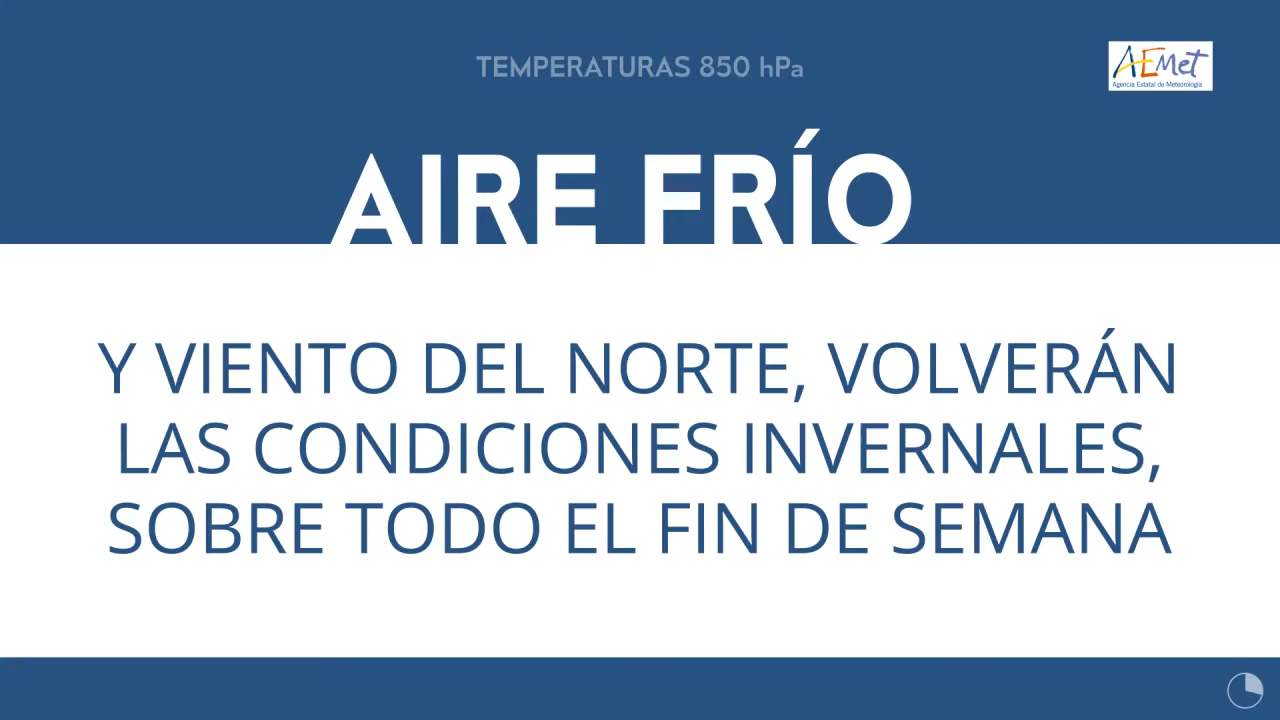 TEMPERATURAS 850 hPa
AEMet
Agencia Estatal de Meteorología
AIRE FRÍO
Y VIENTO DEL NORTE, VOLVERÁN
LAS CONDICIONES INVERNALES,
SOBRE TODO EL FIN DE SEMANA